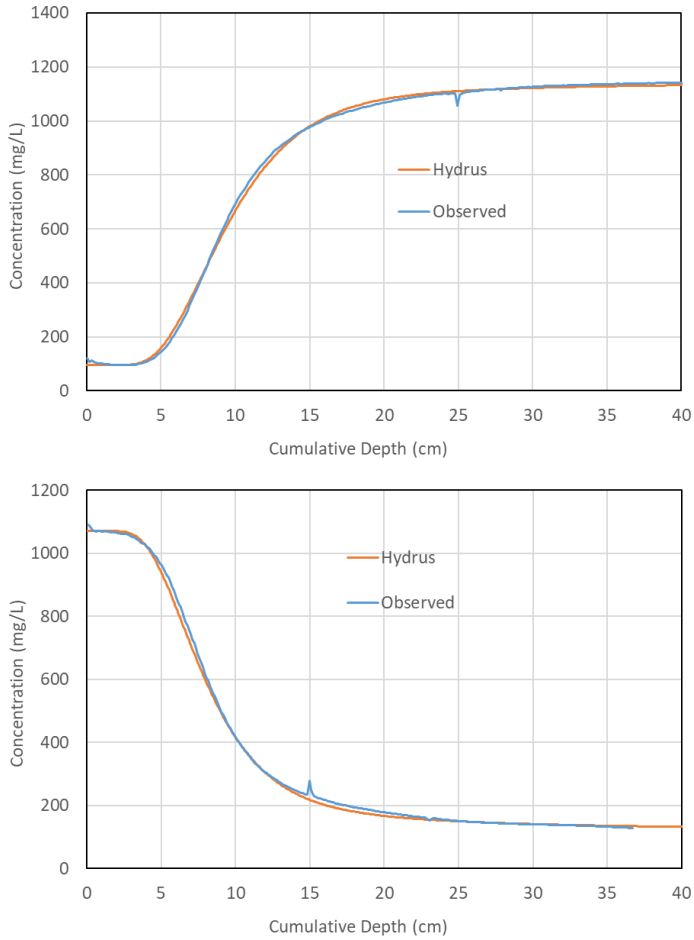 1400
1200
1000
800
600
400
200
0
Concentration (mg/L)
Hydrus
Observed
0 5 10 15 20 25 30 35 40
Cumulative Depth (cm)
1200
1000
800
600
400
200
0
Concentration (mg/L)
Hydrus
Observed
0 5 10 15 20 25 30 35 40
Cumulative Depth (cm)